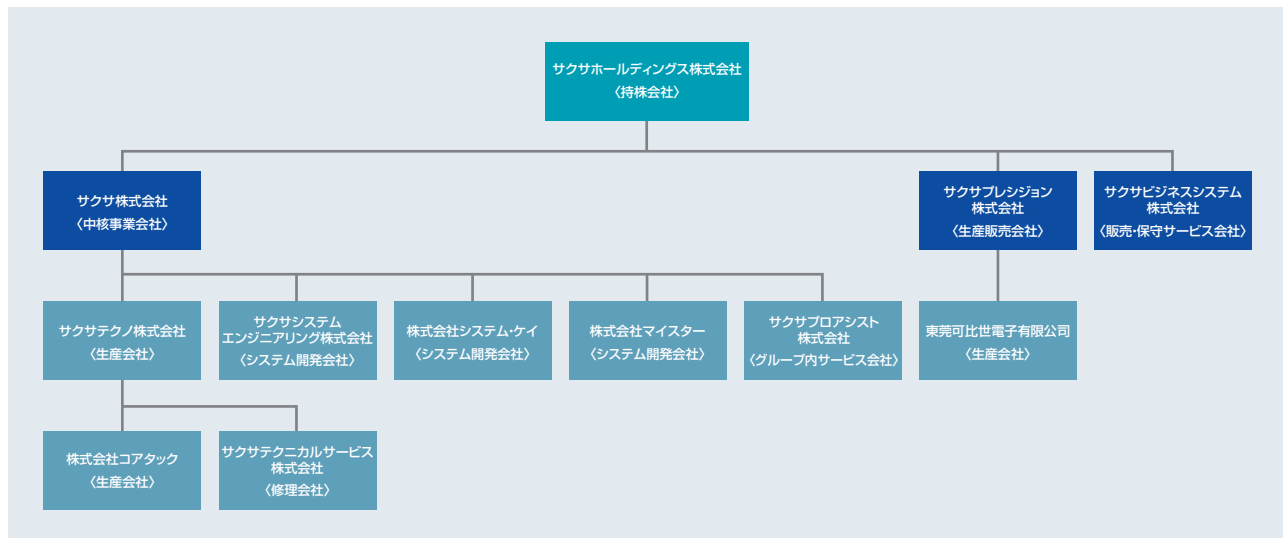 サクサホールディングス株式会社
〈持株会社〉
サクサ株式会社
〈中核事業会社〉
サクサプレシジョン
株式会社
〈生産販売会社〉
サクサビジネスシステム
株式会社
〈販売・保守サービス会社〉
サクサテクノ株式会社
〈生産会社〉
サクサシステム
エンジニアリング株式会社
〈システム開発会社〉
株式会社システム・ケイ
〈システム開発会社〉
株式会社マイスター
〈システム開発会社〉
サクサプロアシスト
株式会社
〈グループ内サービス会社〉
東莞可比世電子有限公司
〈生産会社〉
株式会社コアタック
〈生産会社〉
サクサテクニカルサービス
株式会社
〈修理会社〉